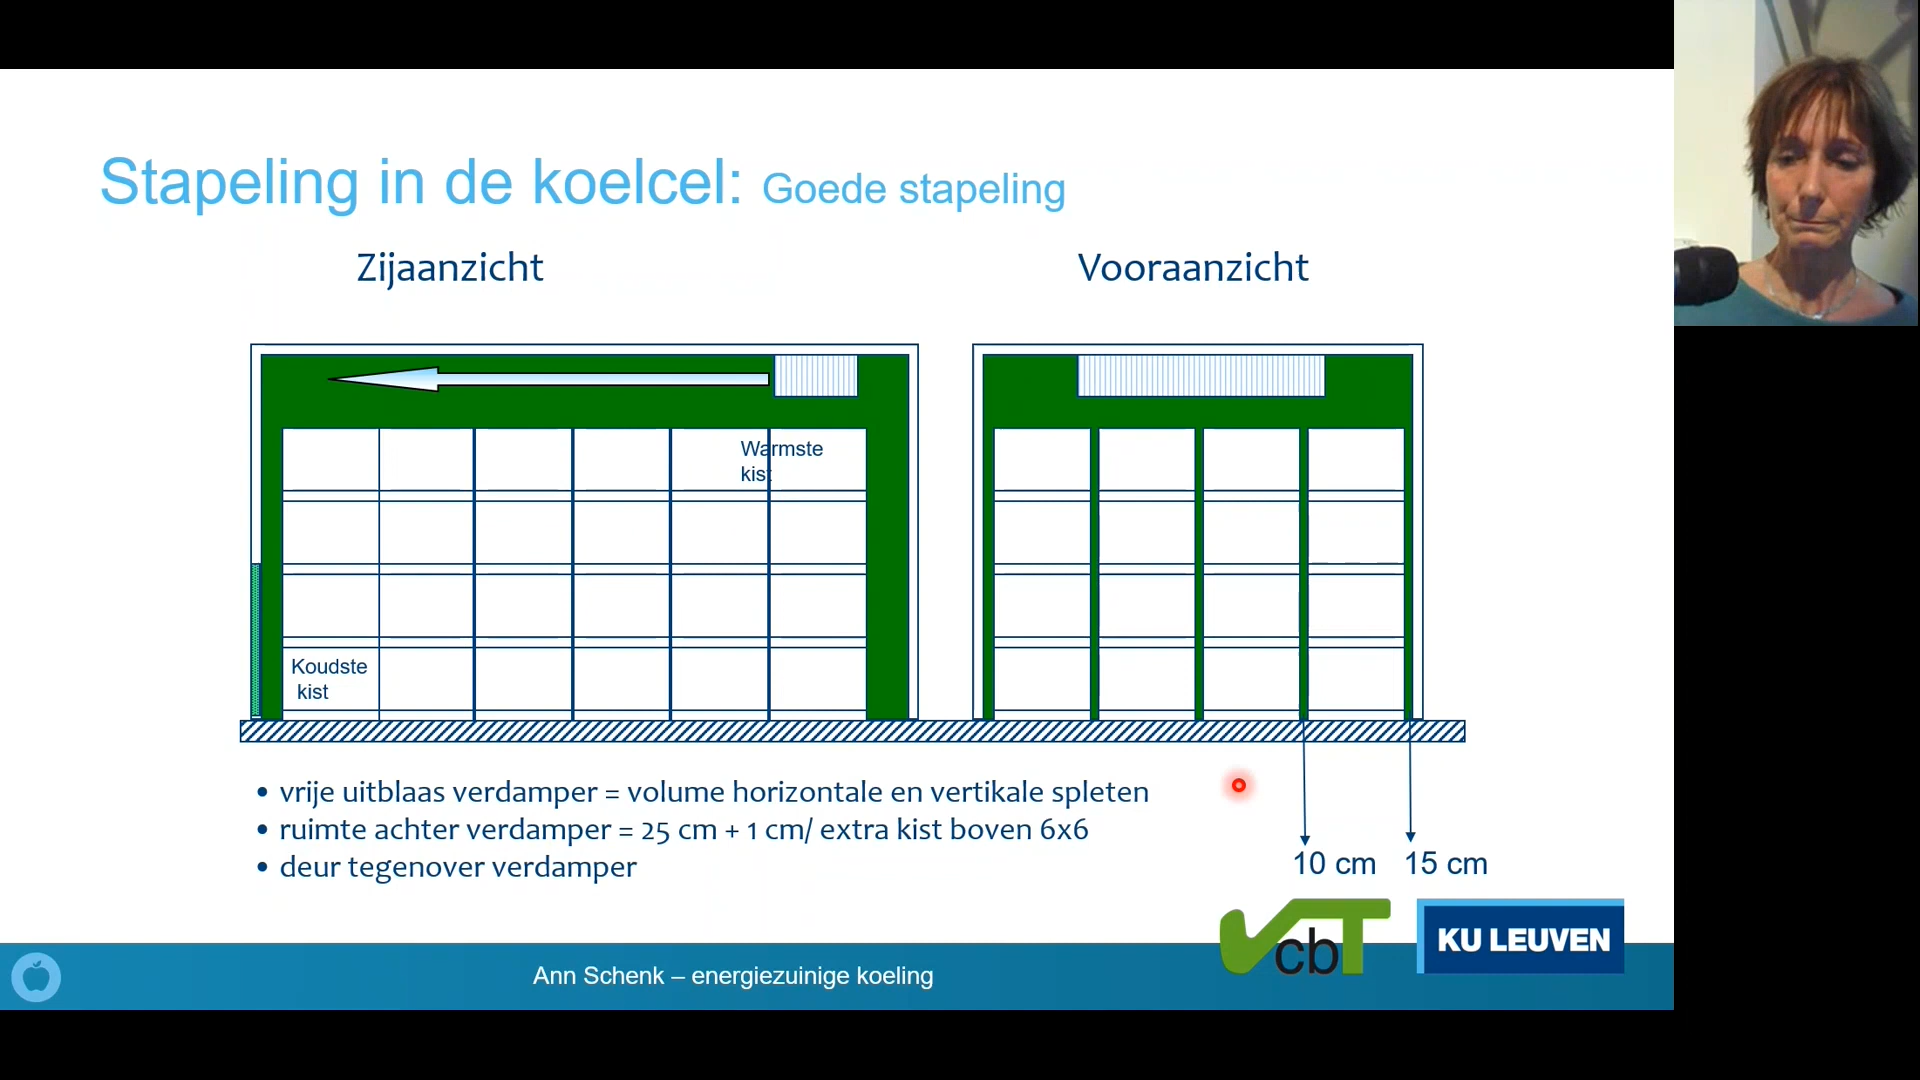 Stapeling in de koelcel: Goede stapeling
Zijaanzicht
Vooraanzicht
Warmste
kist
Koudste
kist
• vrije uitblaas verdamper = volume horizontale en vertikale spleten
• ruimte achter verdamper = 25 cm + 1 cm/ extra kist boven 6x6
• deur tegenover verdamper
10 cm
15 cm
vcbT
KU LEUVEN
Ann Schenk – energiezuinige koeling